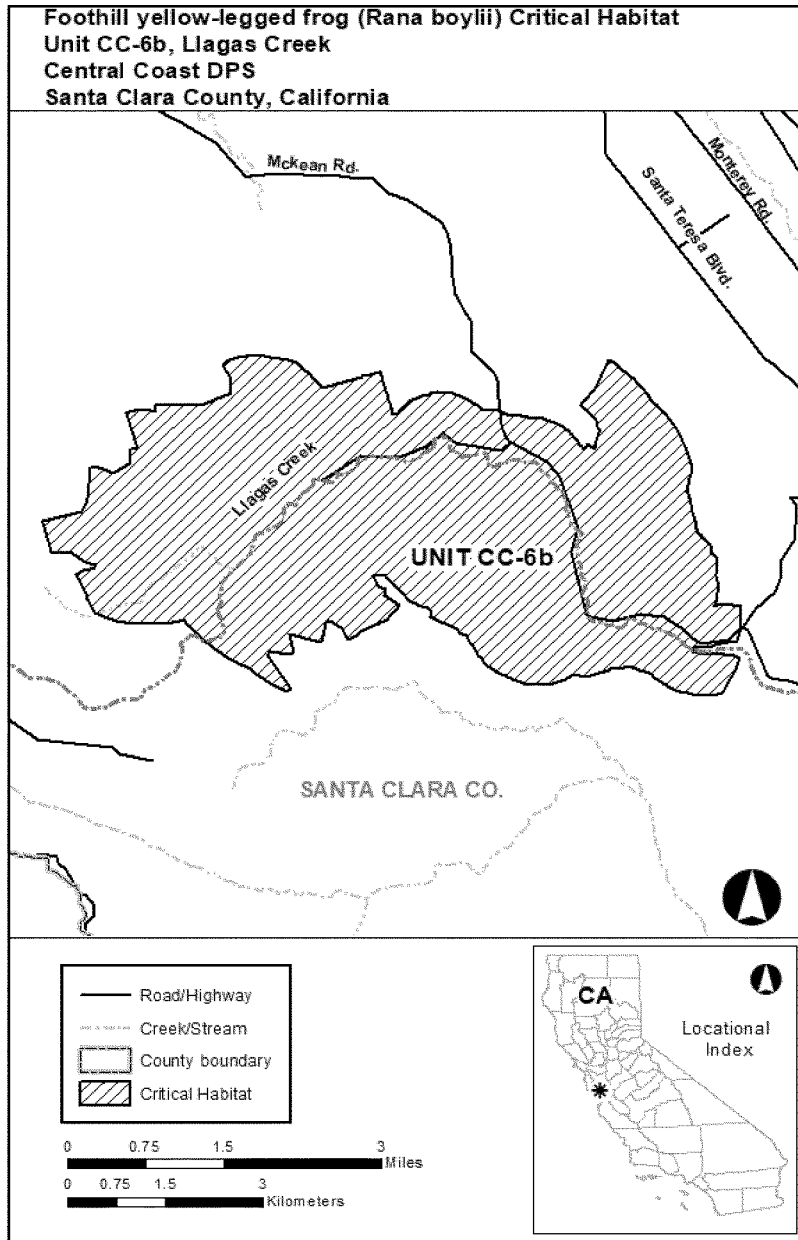 Foothill yellow-legged frog (Rana boylii) Critical Habitat
Unit CC-6b, Llagas Creek
Central Coast DPS
Santa Clara County, California
Mckean Rd.
Monterey Rd.
Santa Teresa Blvd.
Llagas Creek
UNIT CC-6b
SANTA CLARA CO.
Road/Highway
Creek/Stream
County boundary
Critical Habitat
0 0.75 1.5 3
Miles
0 0.75 1.5 3
Kilometers
CA
Locational
Index